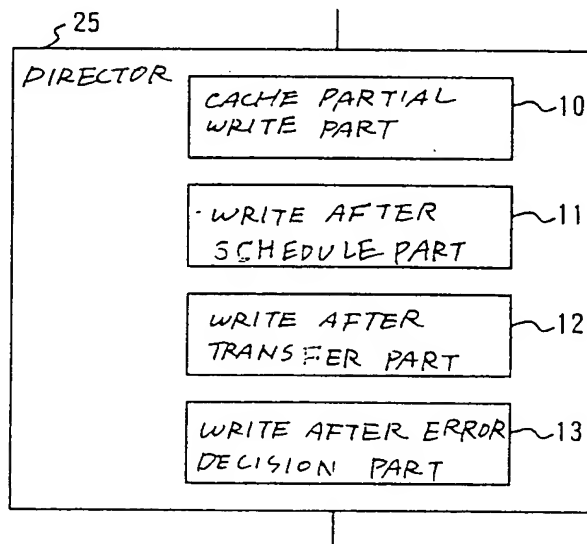 25
DIRECTOR
CACHE PARTIAL
WRITE PART
10
WRITE AFTER
SCHEDULE PART
11
WRITE AFTER
TRANSFER PART
12
WRITE AFTER ERROR
DECISION PART
13